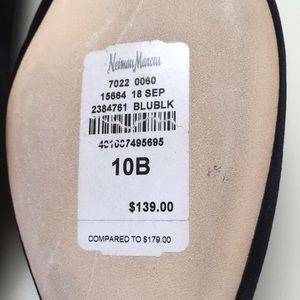 Neiman Marcus
7022 0060
15664 18 SEP
2384761 BLUBLK
401007495695
10B
$139.00
COMPARED TO $179.00